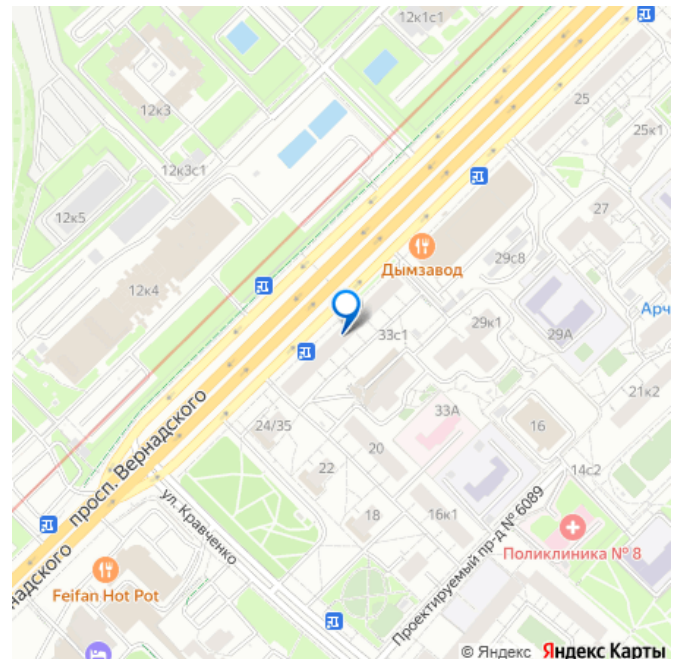 12к1с1
12к3
25
25к1
12к3с1
27
12к5
29с8
Дымзавод
12к4
Арч
29к1
29А
33с1
21к2
просп. Вернадского
33А
16
24/35
20
14с2
22
ул. Кравченко
18
16к1
Проектируемый пр-д № 6089
Поликлиника № 8
надского
Feifan Hot Pot
© Яндекс Яндекс Карты